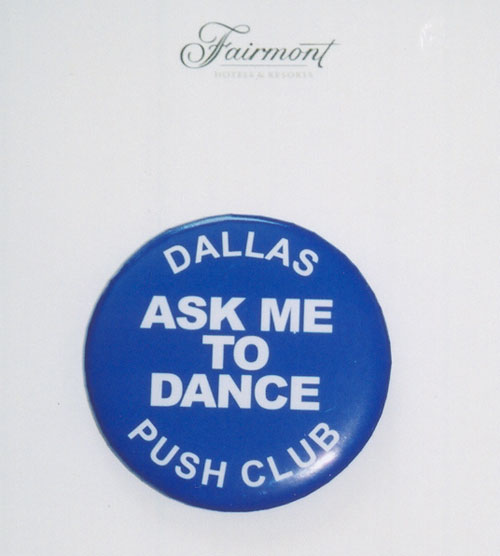 Fairmont
HOTELS & RESORTS
DALLAS
ASK ME
TO
DANCE
PUSH CLUB